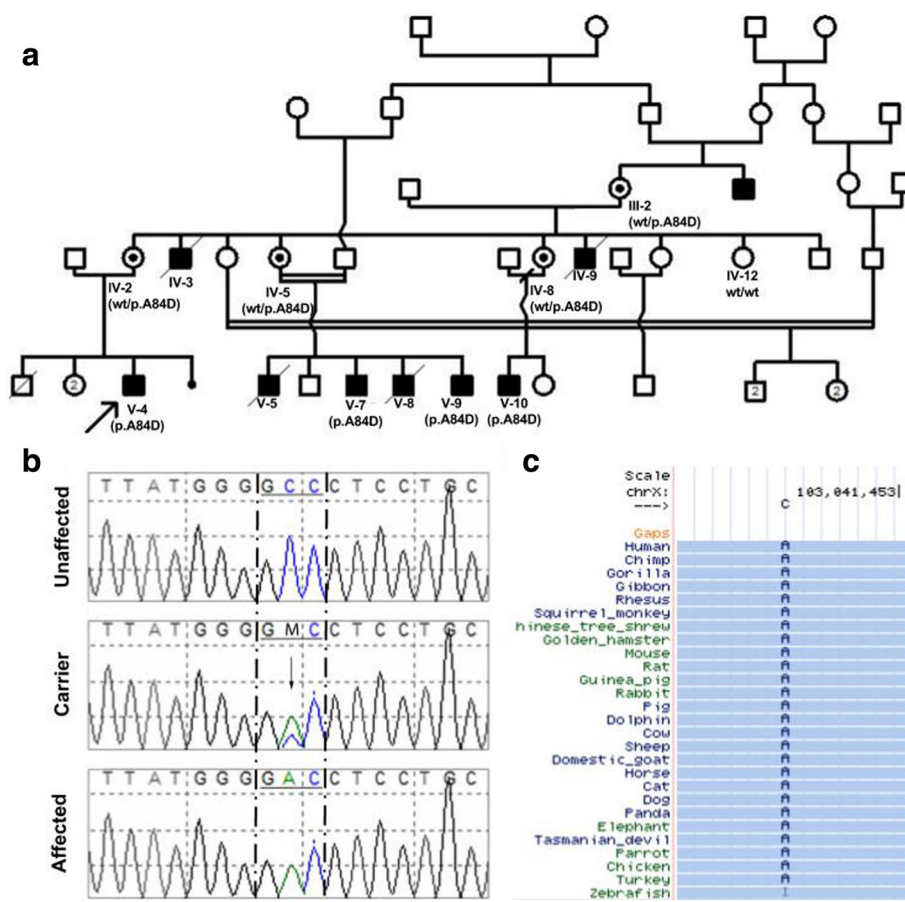 a
III-2
(wt/p.A84D)
IV-2
(wt/p.A84D)
IV-3
IV-5
(wt/p.A84D)
IV-8
(wt/p.A84D)
IV-9
IV-12
wt/wt
2
V-4
(p.A84D)
V-5
V-7
(p.A84D)
V-8
V-9
(p.A84D)
V-10
(p.A84D)
2
2
b
Unaffected
T T A T G G G G C C C T C C T G C
Carrier
T T A T G G G G M C C T C C T G C
Affected
T T A T G G G G A C C T C C T G C
c
Scale
chrX: 103,041,453|
---> C
Gaps
Human A
Chimp A
Gorilla A
Gibbon A
Rhesus A
Squirrel_monkey A
hinese_tree_shrew A
Golden_hamster A
Mouse A
Rat A
Guinea_pig A
Rabbit A
Pig A
Dolphin A
Cow A
Sheep A
Domestic_goat A
Horse A
Cat A
Dog A
Panda A
Elephant A
Tasmanian_devil A
Parrot A
Chicken A
Turkey A
Zebrafish I